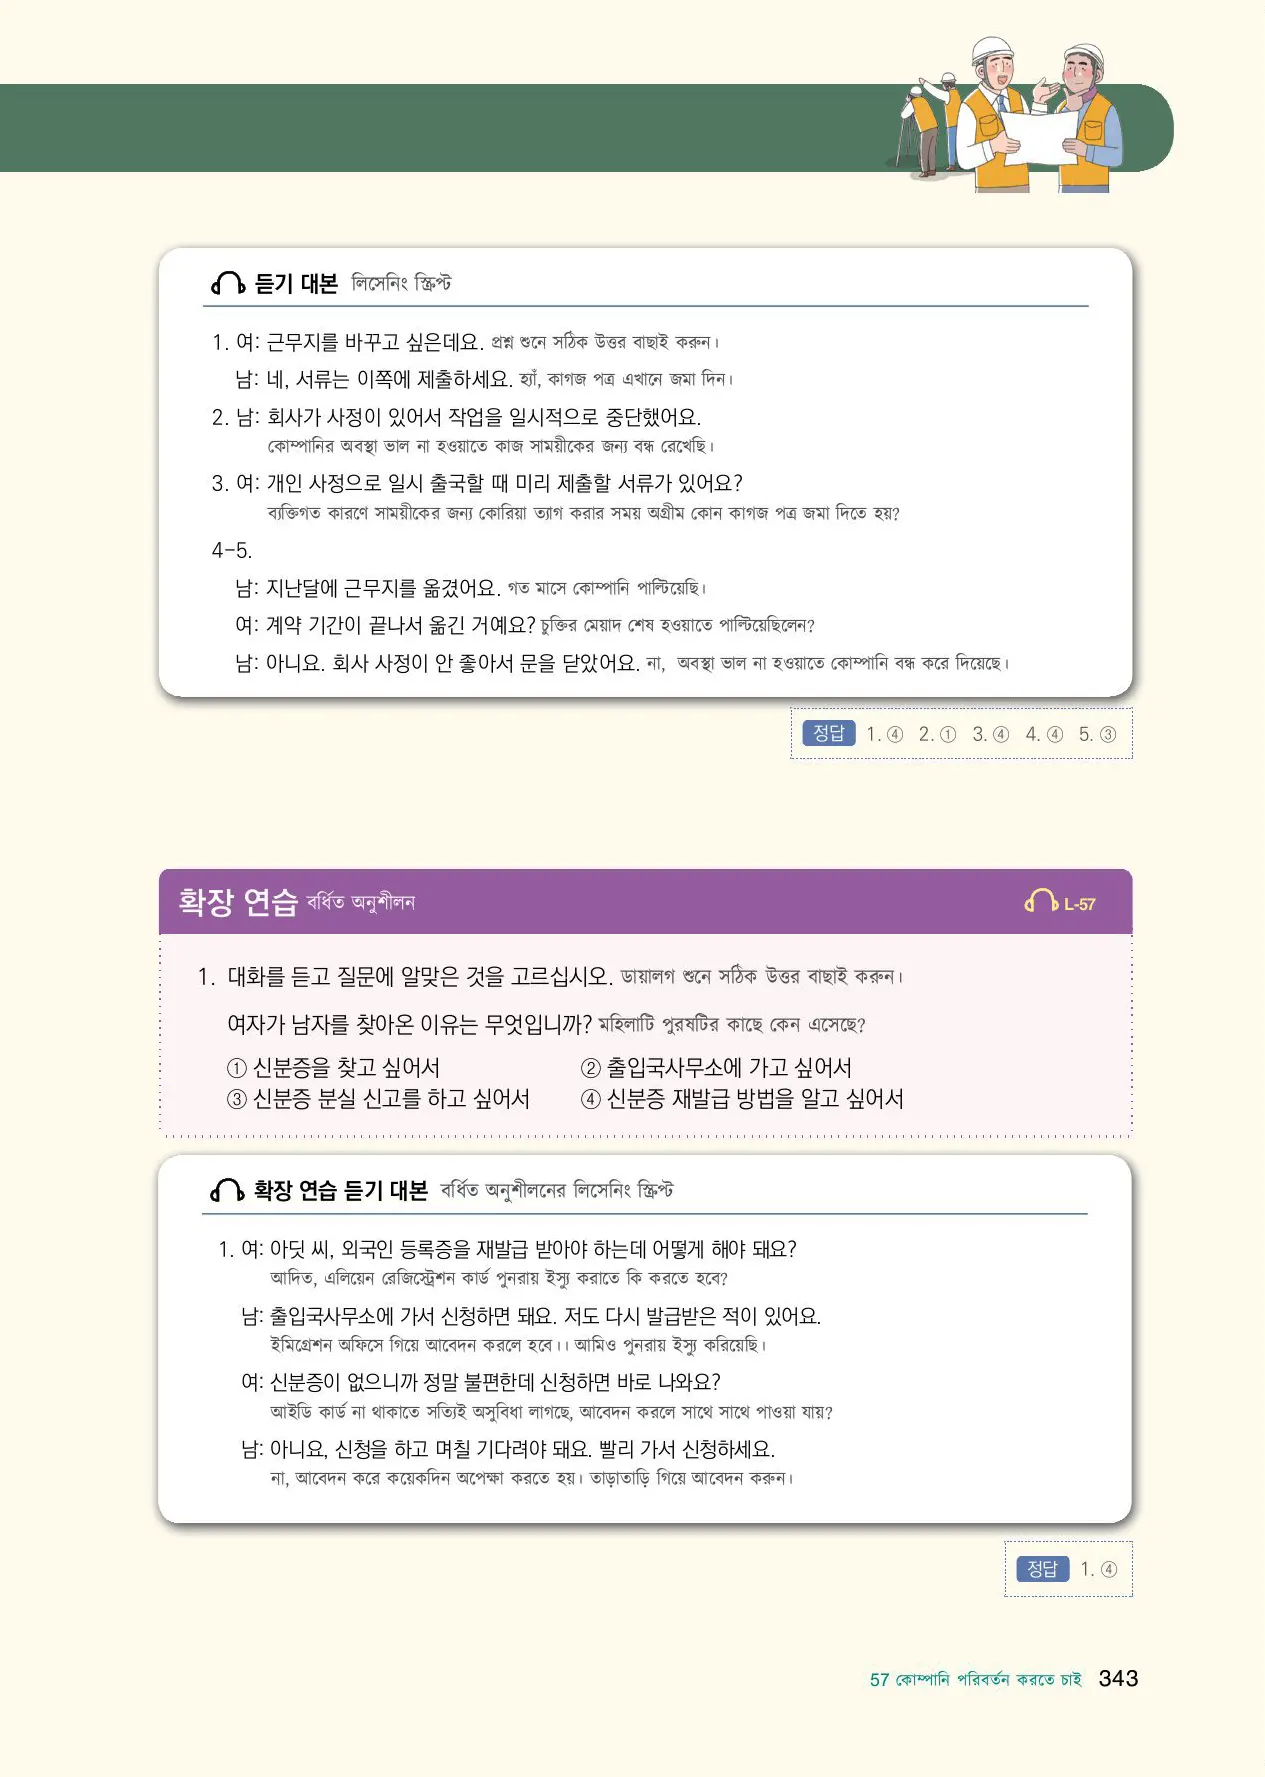 듣기 대본 লিসেনিং স্ক্রিপ্ট
1. 여: 근무지를 바꾸고 싶은데요. প্রশ্ন শুনে সঠিক উত্তর বাছাই করুন।
남: 네, 서류는 이쪽에 제출하세요. হ্যাঁ, কাগজ পত্র এখানে জমা দিন।
2. 남: 회사가 사정이 있어서 작업을 일시적으로 중단했어요.
কোম্পানির অবস্থা ভাল না হওয়াতে কাজ সাময়ীকের জন্য বন্ধ রেখেছি।
3. 여: 개인 사정으로 일시 출국할 때 미리 제출할 서류가 있어요?
ব্যক্তিগত কারণে সাময়ীকের জন্য কোরিয়া ত্যাগ করার সময় অগ্রীম কোন কাগজ পত্র জমা দিতে হয়?
4-5.
남: 지난달에 근무지를 옮겼어요. গত মাসে কোম্পানি পাল্টিয়েছি।
여: 계약 기간이 끝나서 옮긴 거예요? চুক্তির মেয়াদ শেষ হওয়াতে পাল্টিয়েছিলেন?
남: 아니요. 회사 사정이 안 좋아서 문을 닫았어요. না, অবস্থা ভাল না হওয়াতে কোম্পানি বন্ধ করে দিয়েছে।
정답 1. ④ 2. ① 3. ④ 4. ④ 5. ③
확장 연습 বর্ধিত অনুশীলন L-57
1. 대화를 듣고 질문에 알맞은 것을 고르십시오. ডায়ালগ শুনে সঠিক উত্তর বাছাই করুন।
여자가 남자를 찾아온 이유는 무엇입니까? মহিলাটি পুরষটির কাছে কেন এসেছে?
① 신분증을 찾고 싶어서 ② 출입국사무소에 가고 싶어서
③ 신분증 분실 신고를 하고 싶어서 ④ 신분증 재발급 방법을 알고 싶어서
확장 연습 듣기 대본 বর্ধিত অনুশীলনের লিসেনিং স্ক্রিপ্ট
1. 여: 아딧 씨, 외국인 등록증을 재발급 받아야 하는데 어떻게 해야 돼요?
আদিত, এলিয়েন রেজিস্ট্রেশন কার্ড পুনরায় ইস্যু করাতে কি করতে হবে?
남: 출입국사무소에 가서 신청하면 돼요. 저도 다시 발급받은 적이 있어요.
ইমিগ্রেশন অফিসে গিয়ে আবেদন করলে হবে।। আমিও পুনরায় ইস্যু করিয়েছি।
여: 신분증이 없으니까 정말 불편한데 신청하면 바로 나와요?
আইডি কার্ড না থাকাতে সত্যিই অসুবিধা লাগছে, আবেদন করলে সাথে সাথে পাওয়া যায়?
남: 아니요, 신청을 하고 며칠 기다려야 돼요. 빨리 가서 신청하세요.
না, আবেদন করে কয়েকদিন অপেক্ষা করতে হয়। তাড়াতাড়ি গিয়ে আবেদন করুন।
정답 1. ④
57 কোম্পানি পরিবর্তন করতে চাই 343